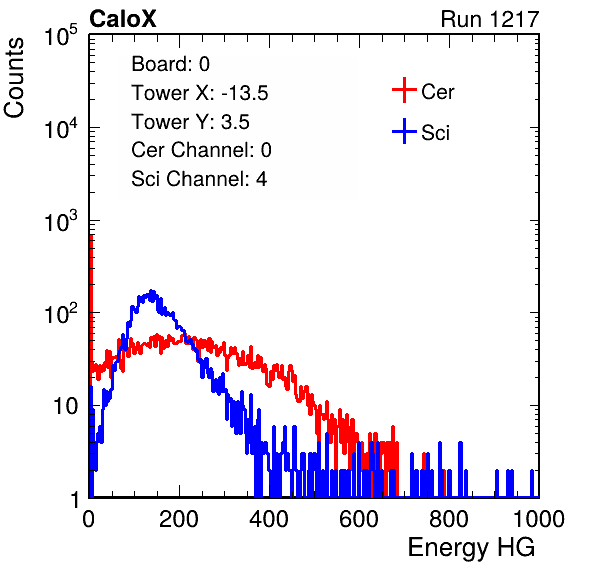 CaloX Run 1217
Counts
10^5
10^4
10^3
10^2
10
1
Board: 0
Tower X: -13.5
Tower Y: 3.5
Cer Channel: 0
Sci Channel: 4
Cer
Sci
0 200 400 600 800 1000
Energy HG